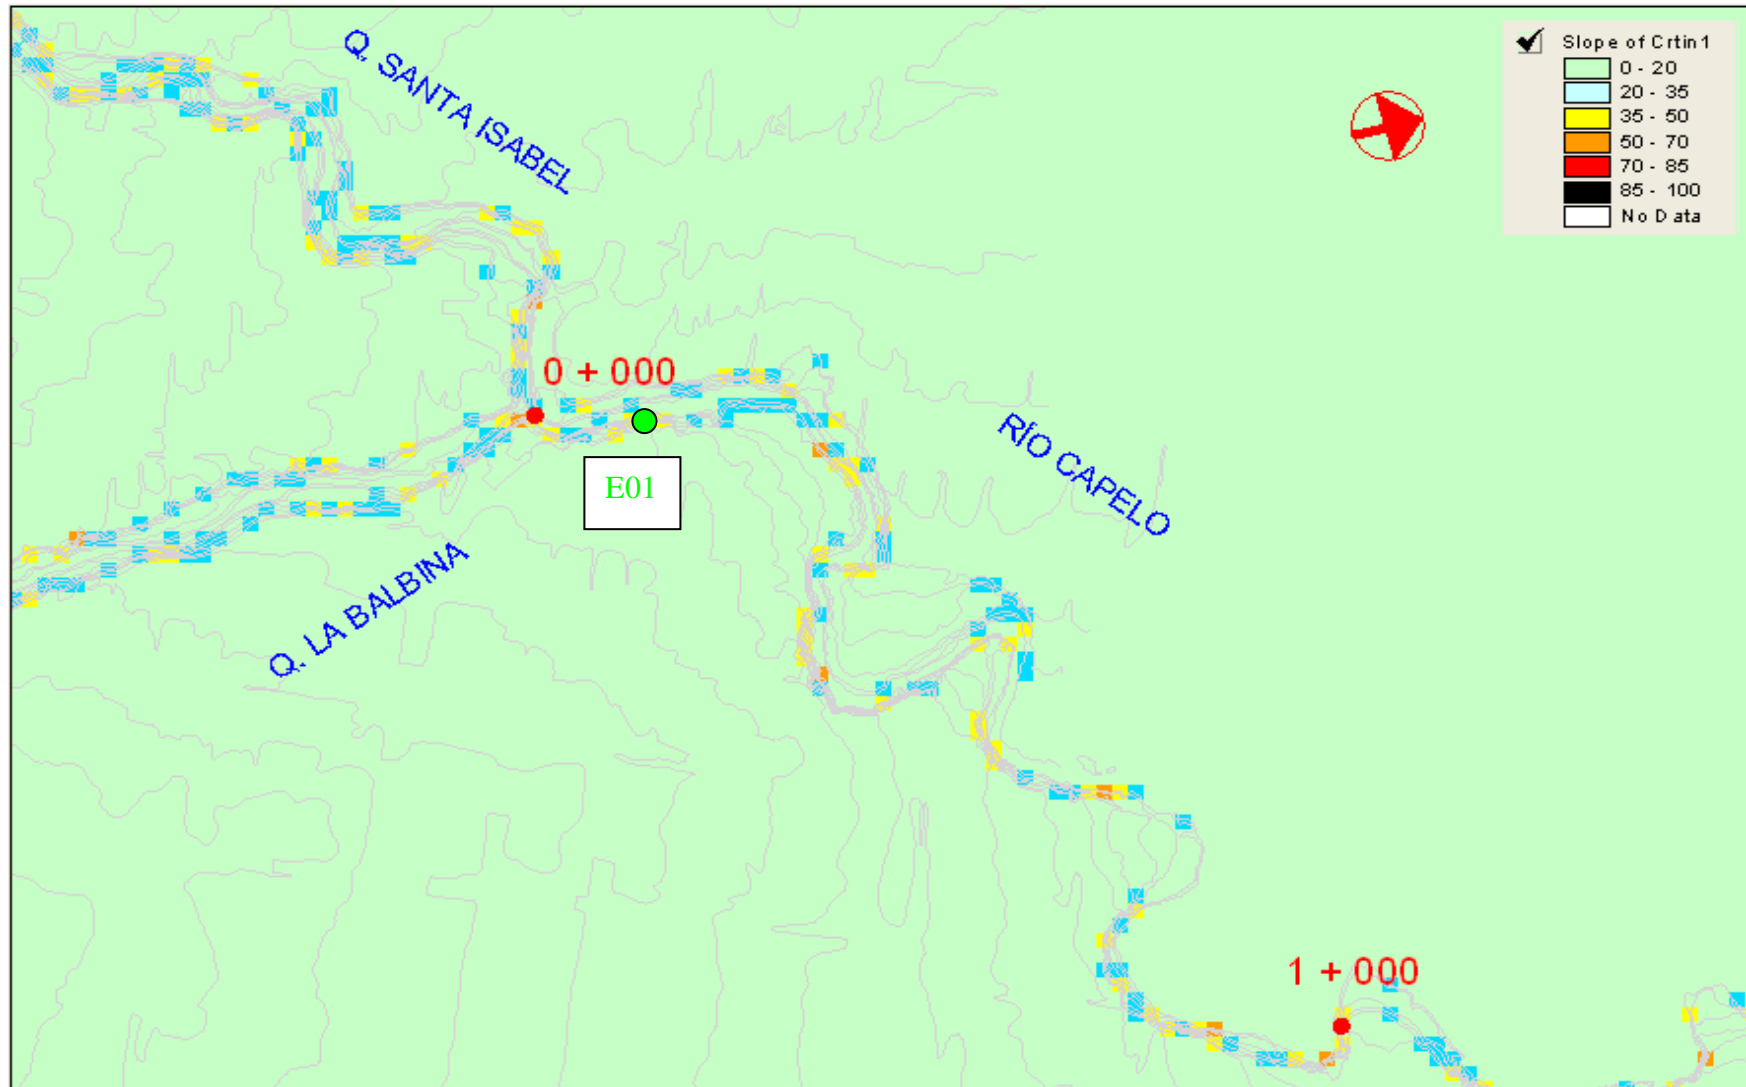 Q. SANTA ISABEL
Slope of Crtin1
0 - 20
20 - 35
35 - 50
50 - 70
70 - 85
85 - 100
No Data
0 + 000
RÍO CAPELO
E01
Q. LA BALBINA
1 + 000